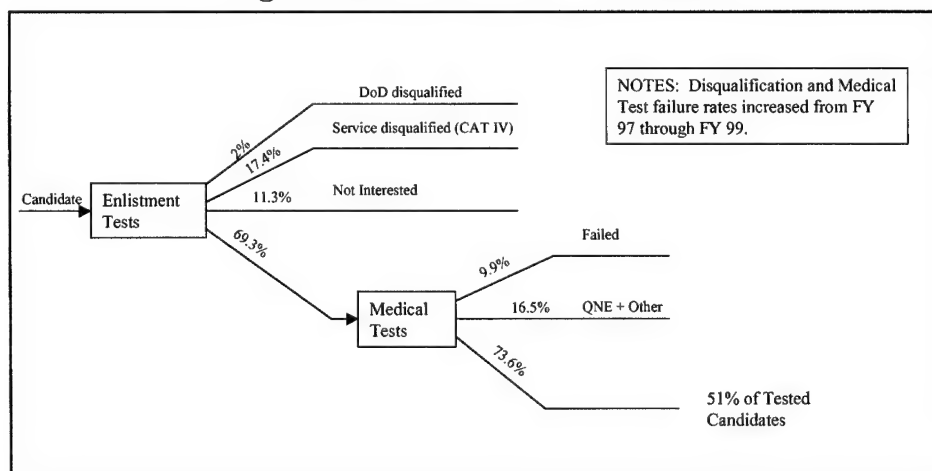 DoD disqualified
NOTES: Disqualification and Medical
Test failure rates increased from FY
97 through FY 99.
2%
Service disqualified (CAT IV)
17.4%
Candidate
Enlistment
Tests
11.3%
Not Interested
69.3%
Failed
9.9%
Medical
Tests
16.5%
QNE + Other
73.6%
51% of Tested
Candidates